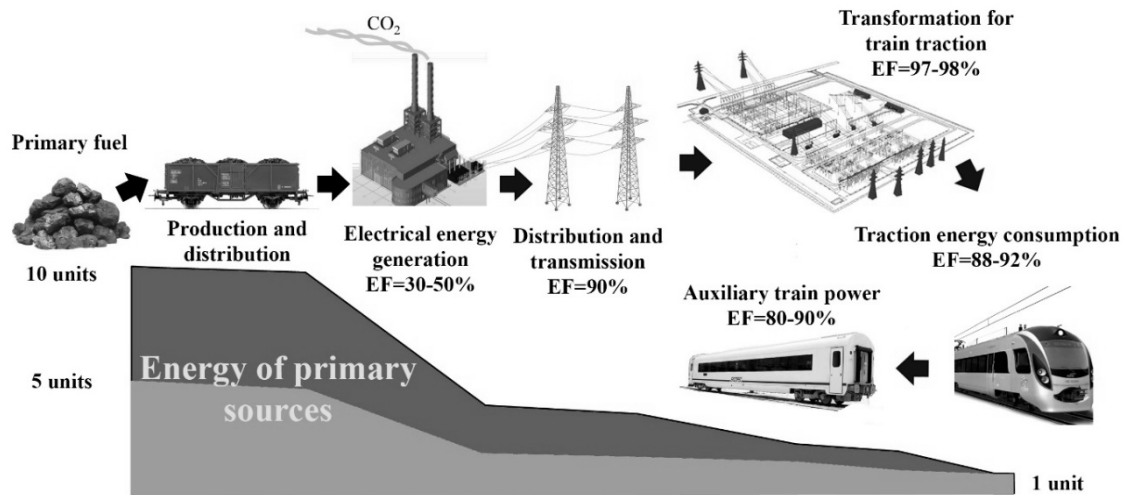 CO2
Transformation for
train traction
EF=97-98%
Primary fuel
Production and
distribution
Electrical energy
generation
EF=30-50%
Distribution and
transmission
EF=90%
Traction energy consumption
EF=88-92%
10 units
Auxiliary train power
EF=80-90%
Energy of primary
sources
5 units
1 unit